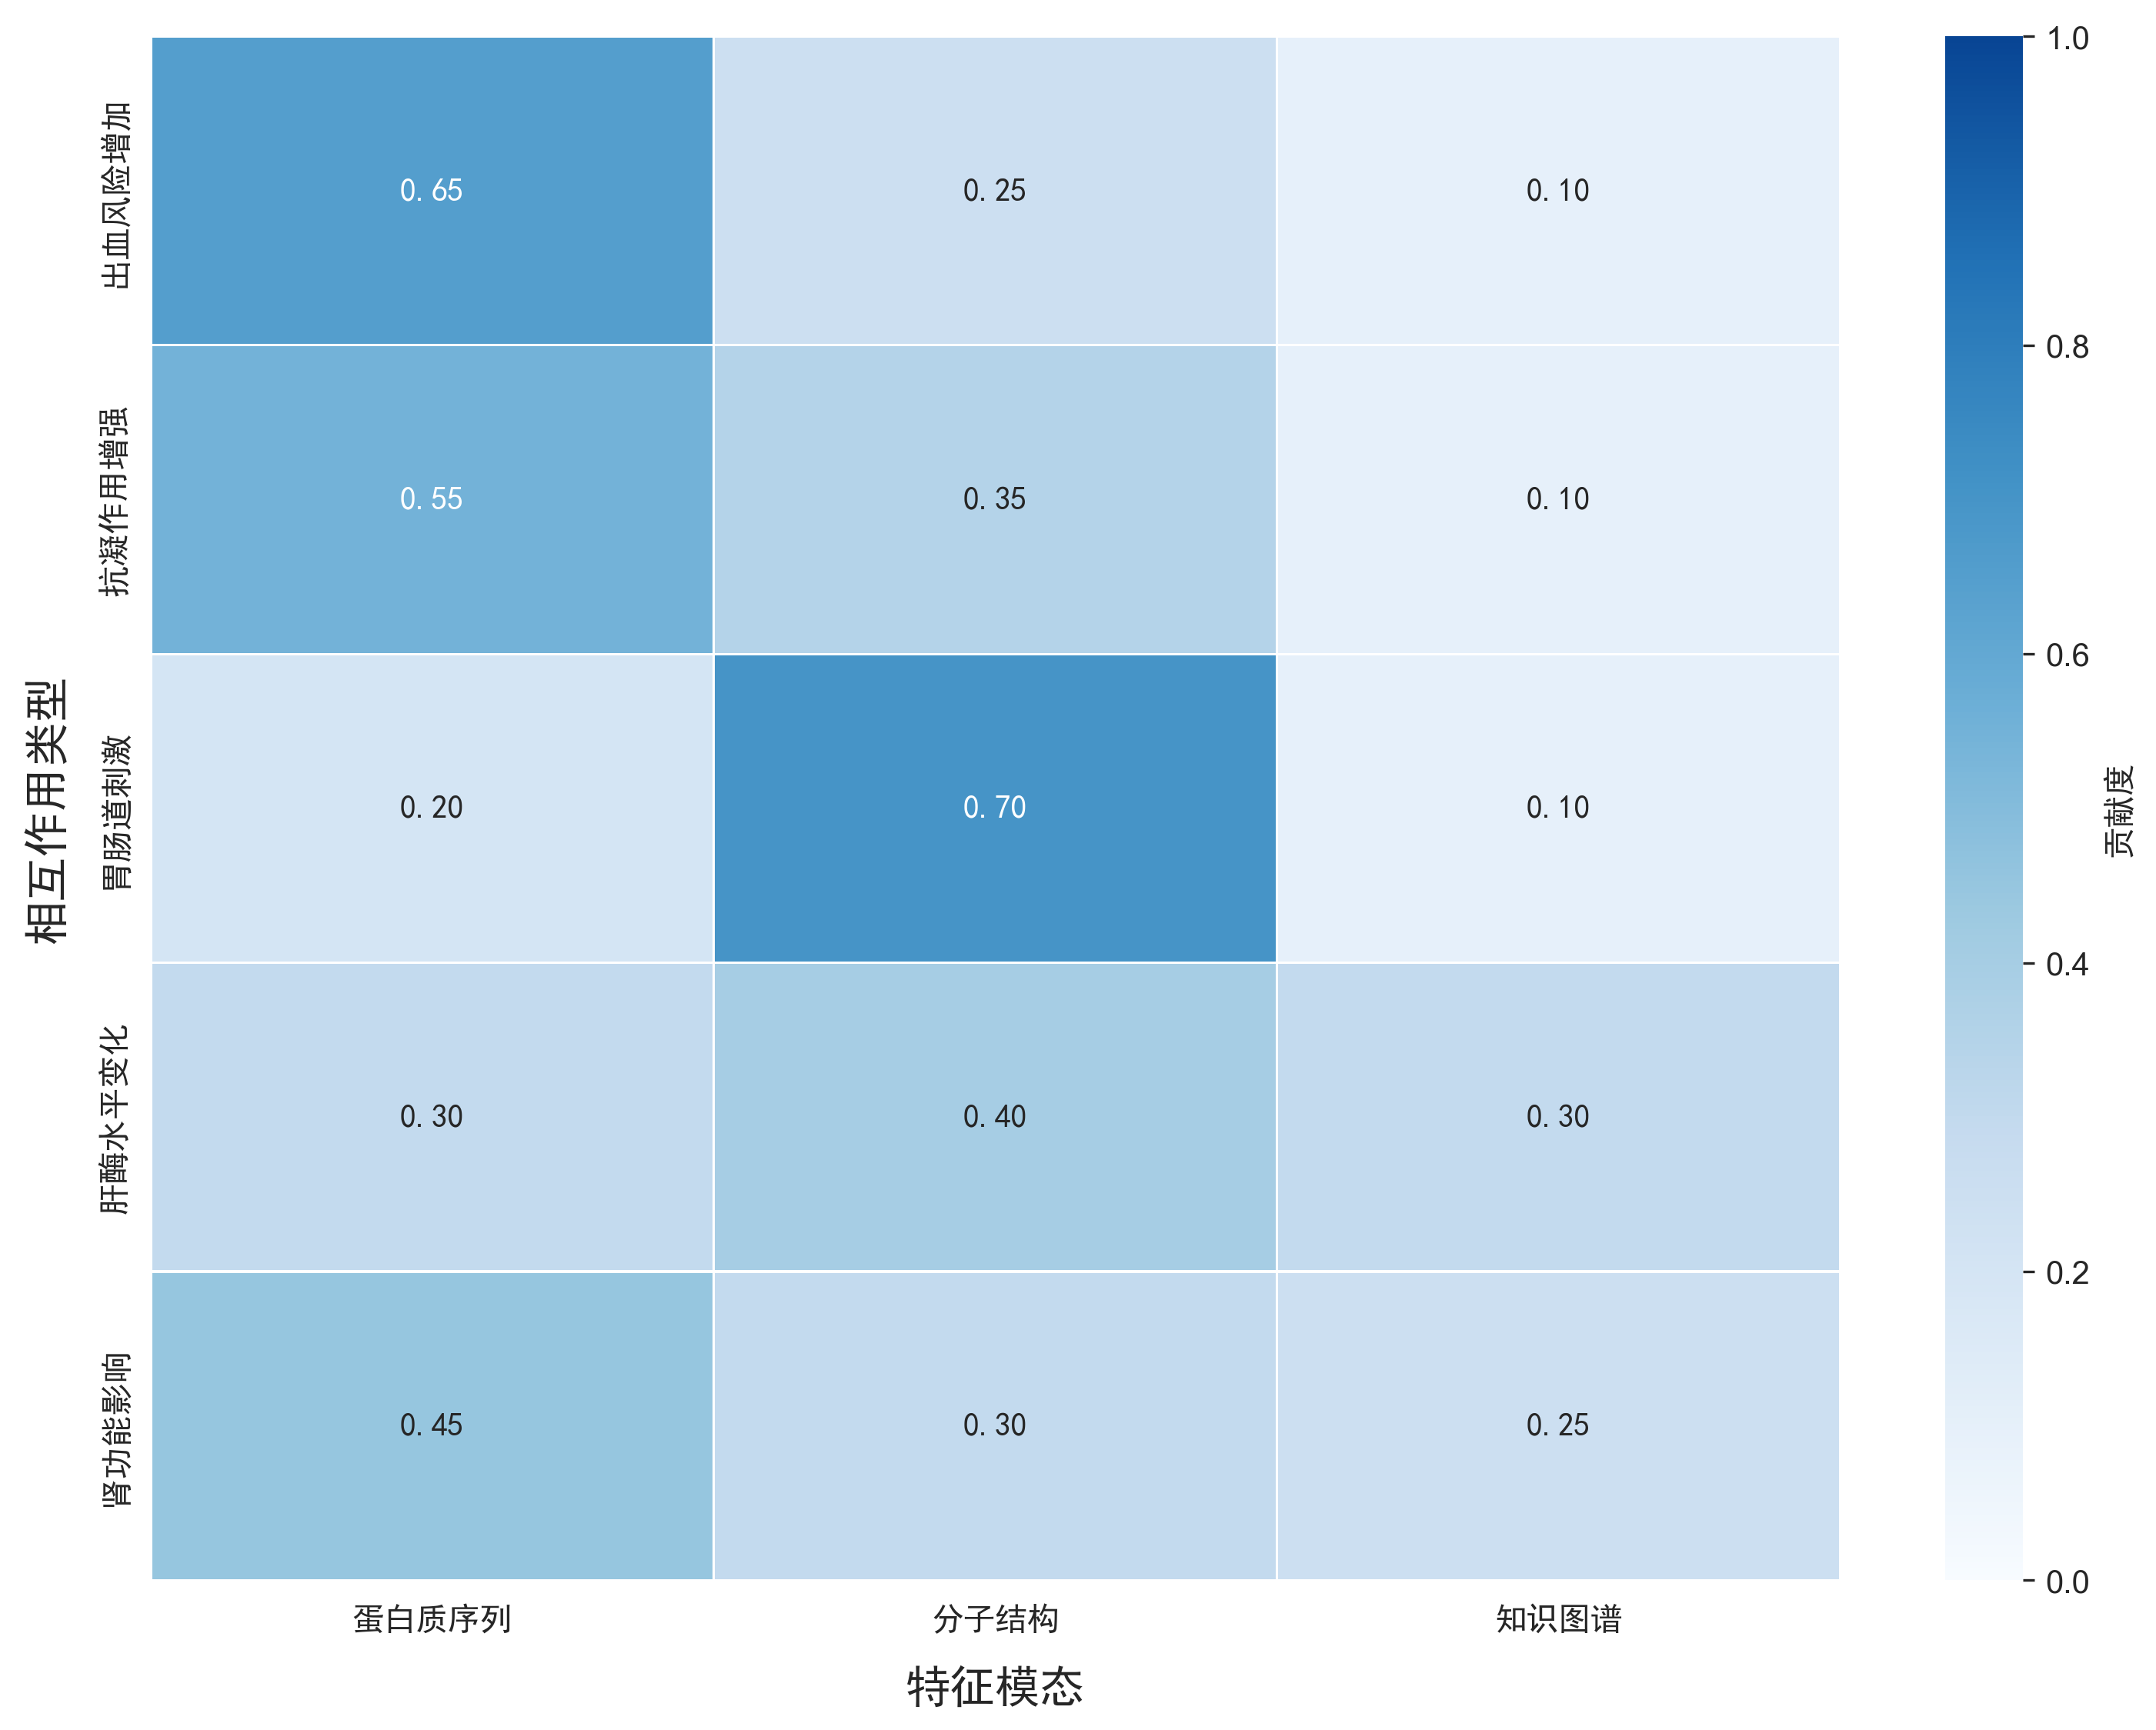 出血风险增加
0.65
0.25
0.10
抗凝作用增强
0.55
0.35
0.10
胃肠道刺激
0.20
0.70
0.10
肝酶水平变化
0.30
0.40
0.30
肾功能影响
0.45
0.30
0.25
相互作用类型
蛋白质序列
分子结构
知识图谱
特征模态
1.0
0.8
0.6
0.4
0.2
0.0
贡献度